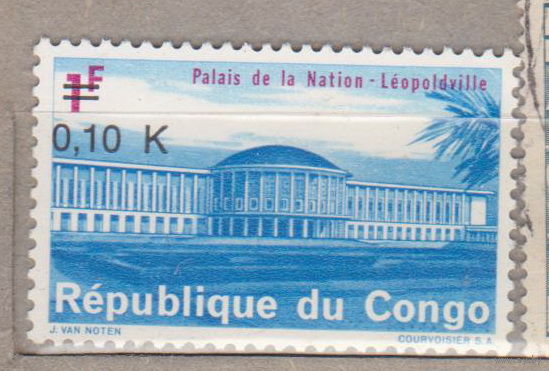 1F
Palais de la Nation - Léopoldville
0,10 K
République du Congo
J. VAN NOTEN
COURVOISIER S.A.